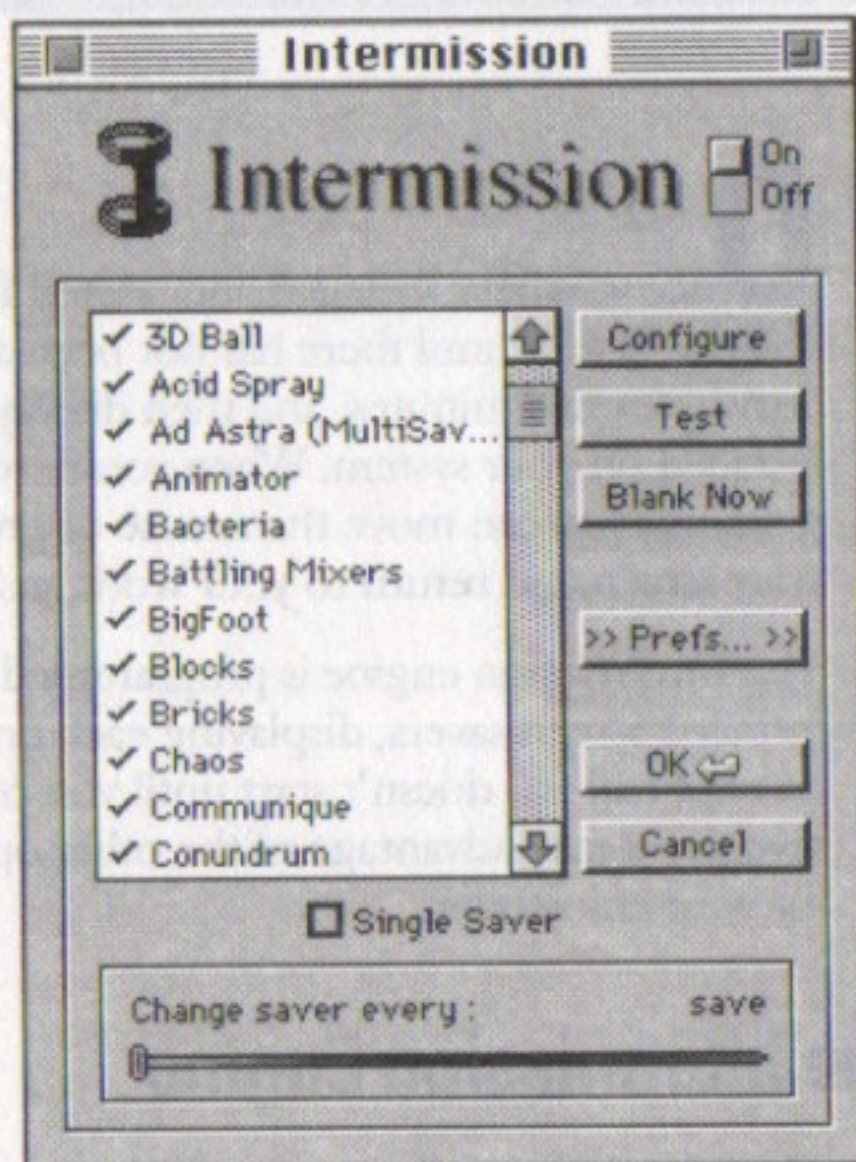 Intermission
Intermission
On
Off
3D Ball
Acid Spray
Ad Astra (MultiSav...
Animator
Bacteria
Battling Mixers
BigFoot
Blocks
Bricks
Chaos
Communique
Conundrum
Configure
Test
Blank Now
>> Prefs... >>
OK
Cancel
Single Saver
Change saver every : save